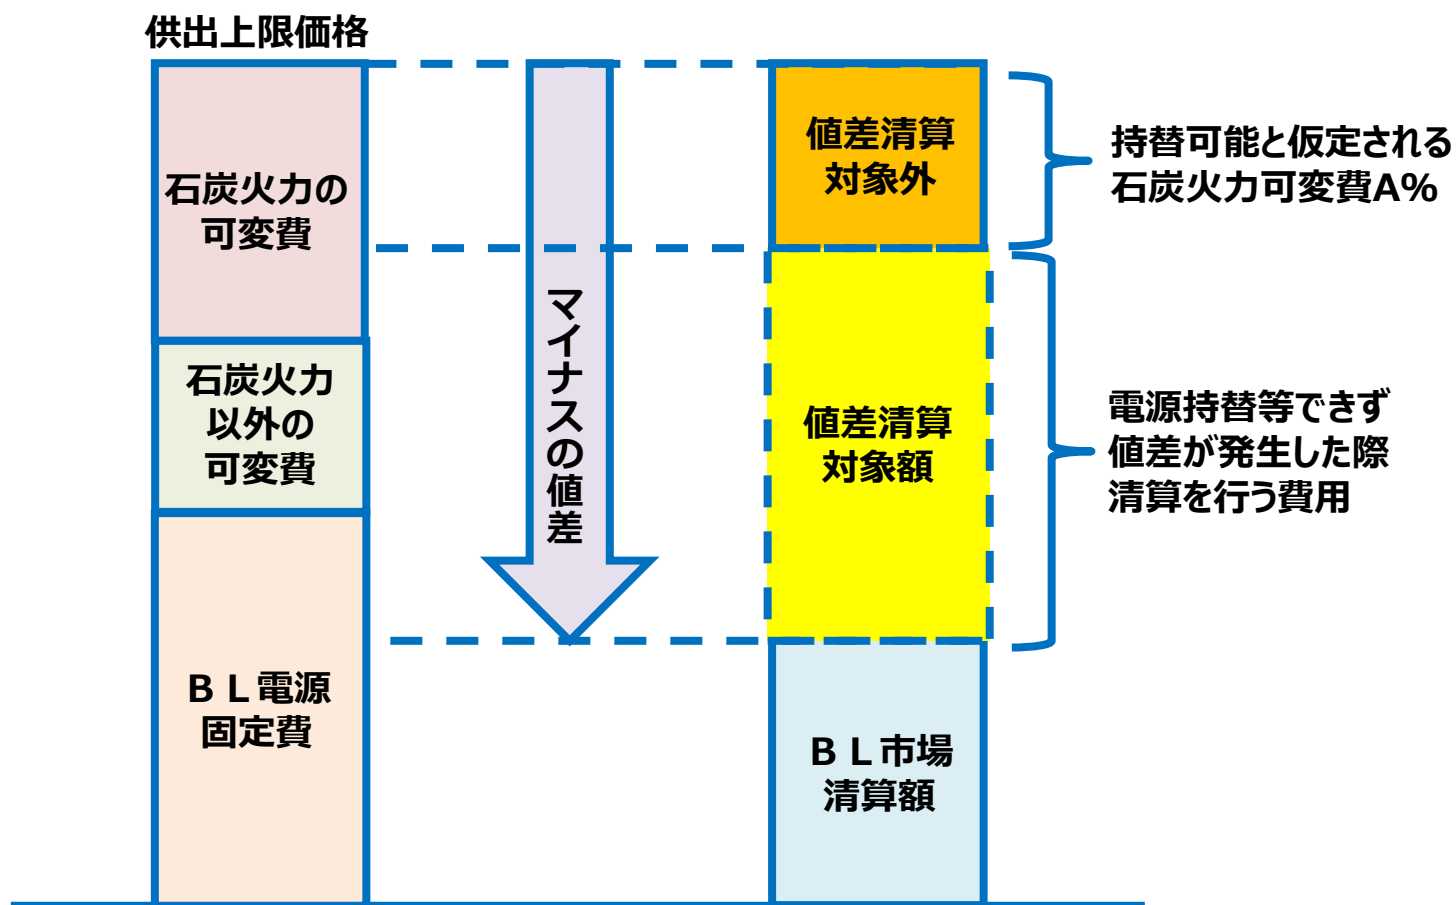 供出上限価格
石炭火力の
可変費
石炭火力
以外の
可変費
ＢＬ電源
固定費
マイナスの値差
値差清算
対象外
値差清算
対象額
ＢＬ市場
清算額
持替可能と仮定される
石炭火力可変費A%
電源持替等できず
値差が発生した際
清算を行う費用